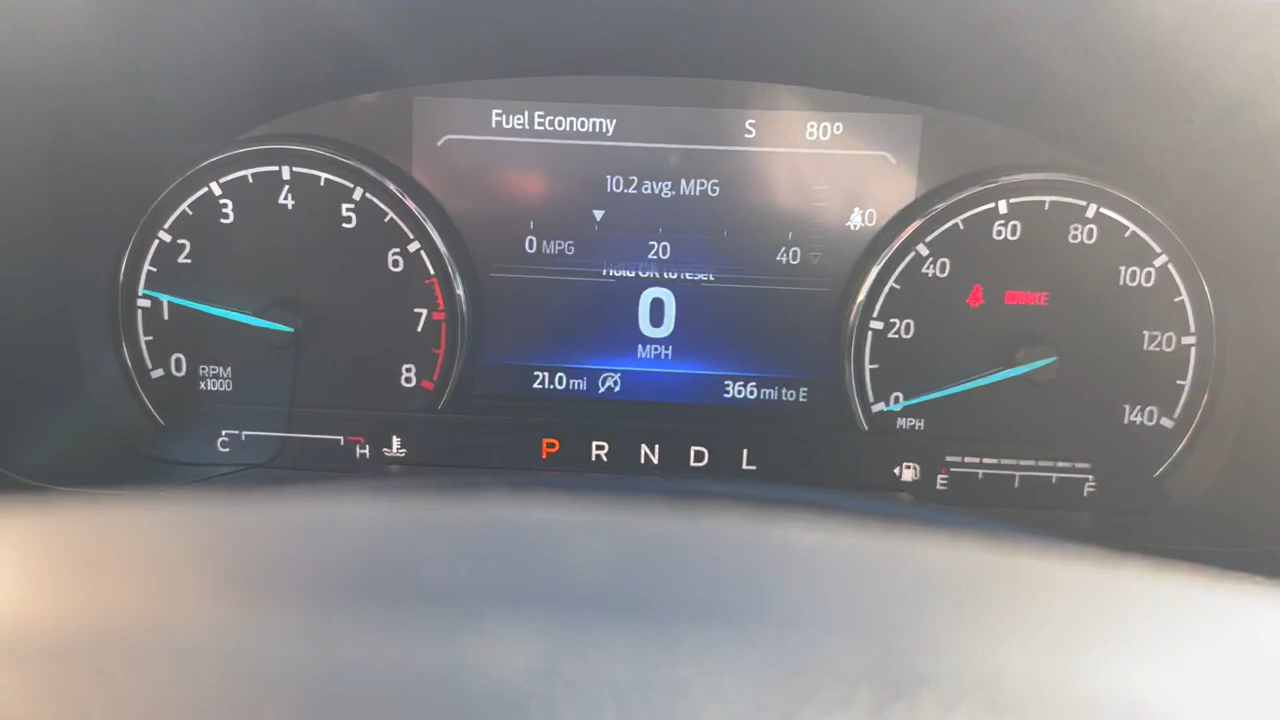 Fuel Economy S 80º
10.2 avg. MPG
0 MPG 20 40
0
Hold OK to reset
0
MPH
21.0 mi 366 mi to E
0 1 2 3 4 5 6 7 8
RPM
x1000
0 20 40 60 80 100 120 140
MPH
BRAKE
C H
P R N D L
E F